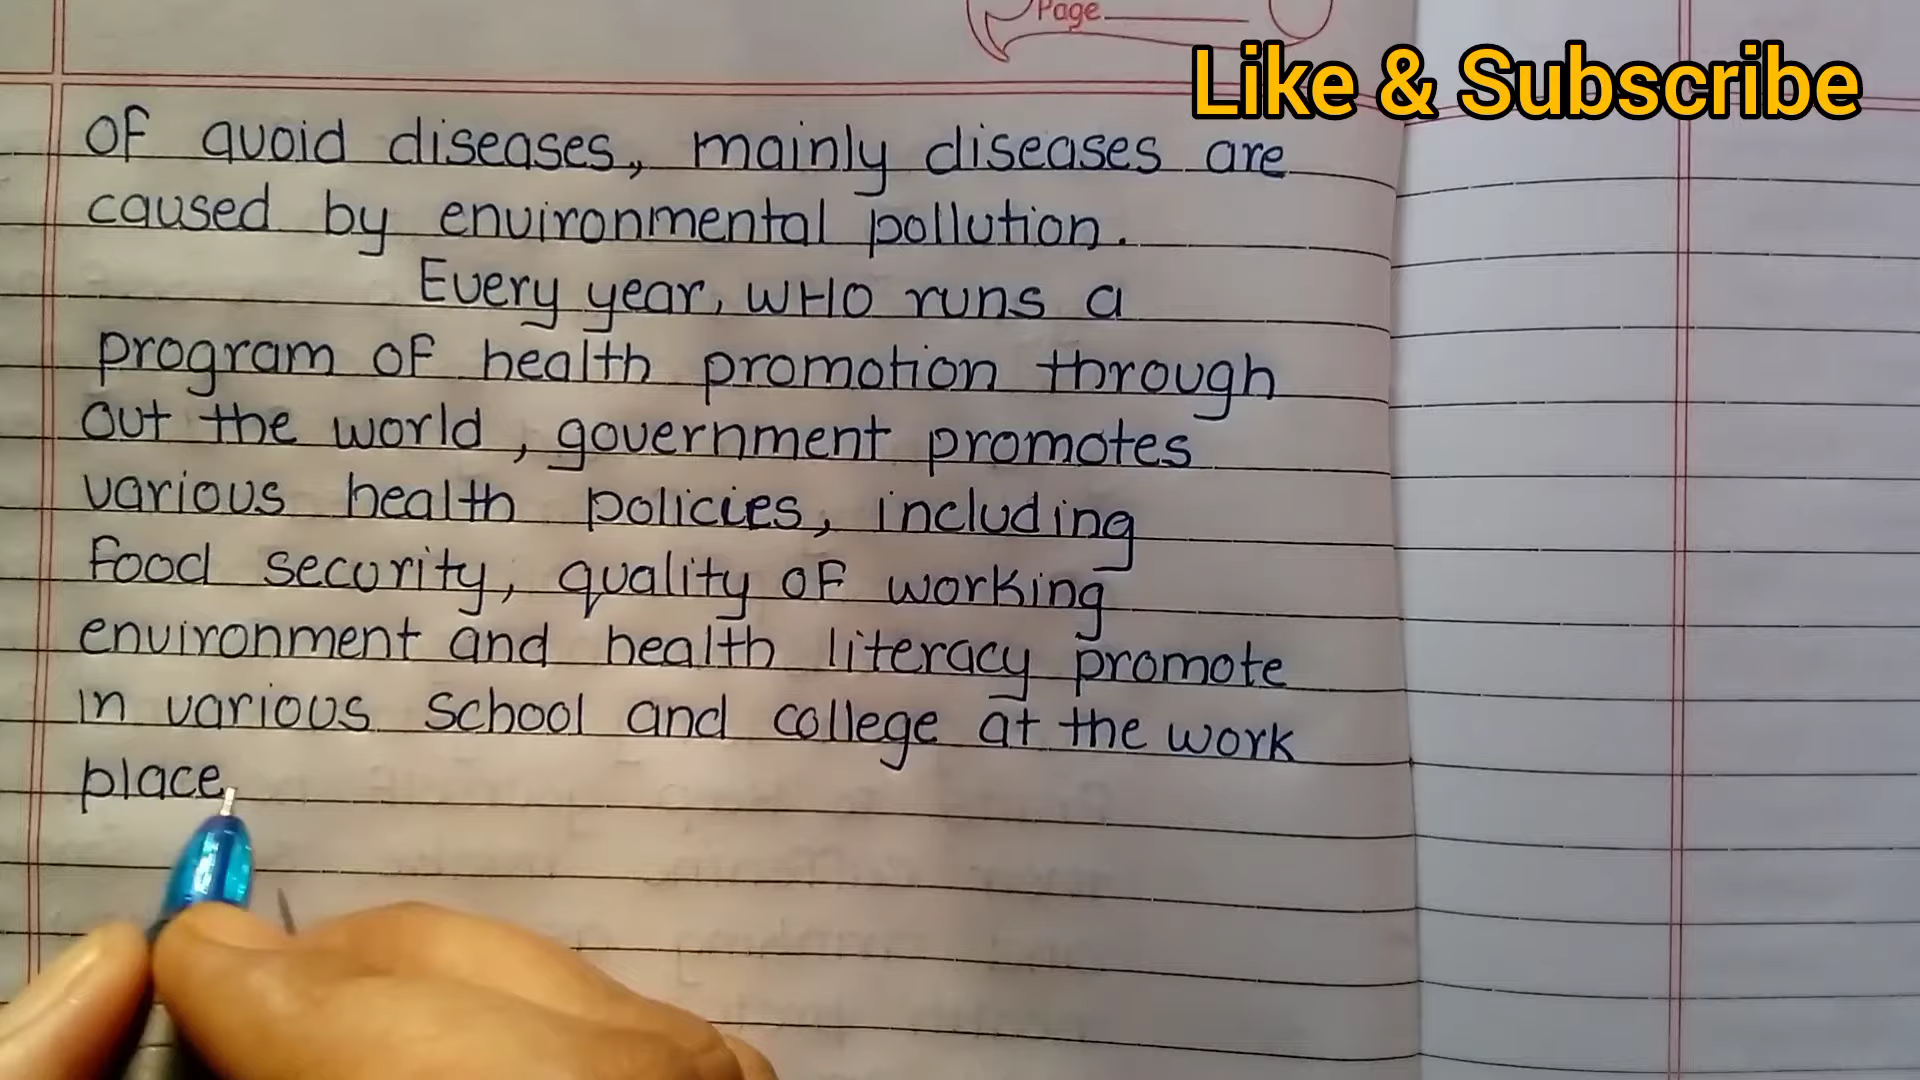 Page
Like & Subscribe
of avoid diseases, mainly diseases are
caused by environmental pollution.
Every year, WHO runs a
program of health promotion through
out the world, government promotes
various health policies, including
food security, quality of working
environment and health literacy promote
in various school and college at the work
place.